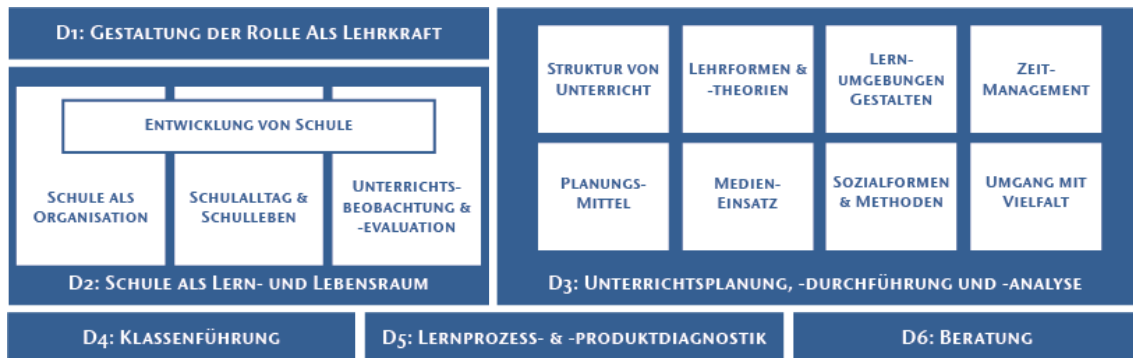 D1: Gestaltung der Rolle Als Lehrkraft
Entwicklung von Schule
Schule als
Organisation
Schulalltag &
Schulleben
Unterrichts-
beobachtung &
-evaluation
D2: Schule als Lern- und Lebensraum
Struktur von
Unterricht
Lehrformen &
-theorien
Lern-
umgebungen
Gestalten
Zeit-
Management
Planungs-
Mittel
Medien-
Einsatz
Sozialformen
& Methoden
Umgang mit
Vielfalt
D3: Unterrichtsplanung, -durchführung und -analyse
D4: Klassenführung
D5: Lernprozess- & -produktdiagnostik
D6: Beratung